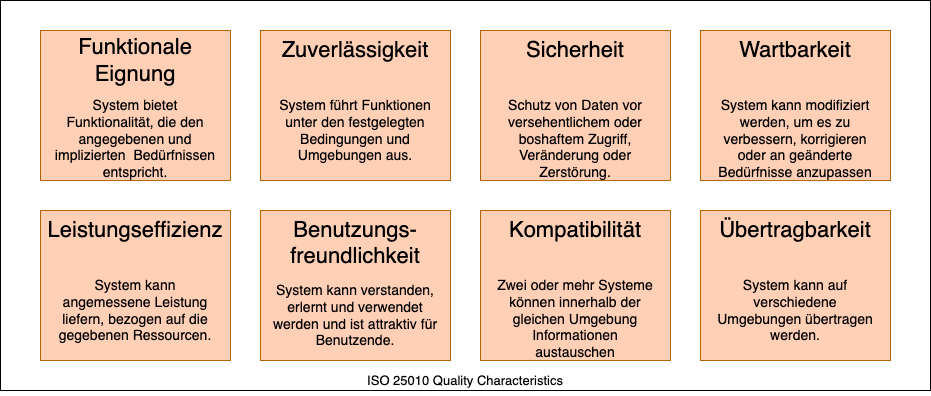 Funktionale
Eignung
System bietet
Funktionalität, die den
angegebenen und
implizierten  Bedürfnissen
entspricht.
Zuverlässigkeit
System führt Funktionen
unter den festgelegten
Bedingungen und
Umgebungen aus.
Sicherheit
Schutz von Daten vor
versehentlichem oder
boshaftem Zugriff,
Veränderung oder
Zerstörung.
Wartbarkeit
System kann modifiziert
werden, um es zu
verbessern, korrigieren
oder an geänderte
Bedürfnisse anzupassen
Leistungseffizienz
System kann
angemessene Leistung
liefern, bezogen auf die
gegebenen Ressourcen.
Benutzungs-
freundlichkeit
System kann verstanden,
erlernt und verwendet
werden und ist attraktiv für
Benutzende.
Kompatibilität
Zwei oder mehr Systeme
können innerhalb der
gleichen Umgebung
Informationen
austauschen
Übertragbarkeit
System kann auf
verschiedene
Umgebungen übertragen
werden.
ISO 25010 Quality Characteristics